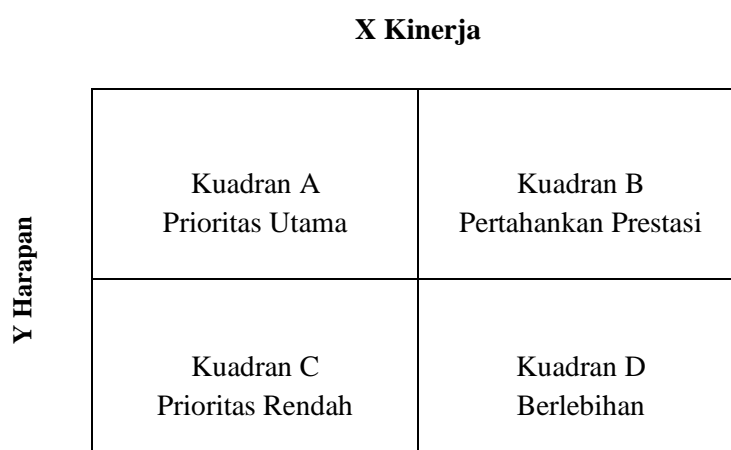 X Kinerja
Y Harapan
Kuadran A
Prioritas Utama
Kuadran B
Pertahankan Prestasi
Kuadran C
Prioritas Rendah
Kuadran D
Berlebihan